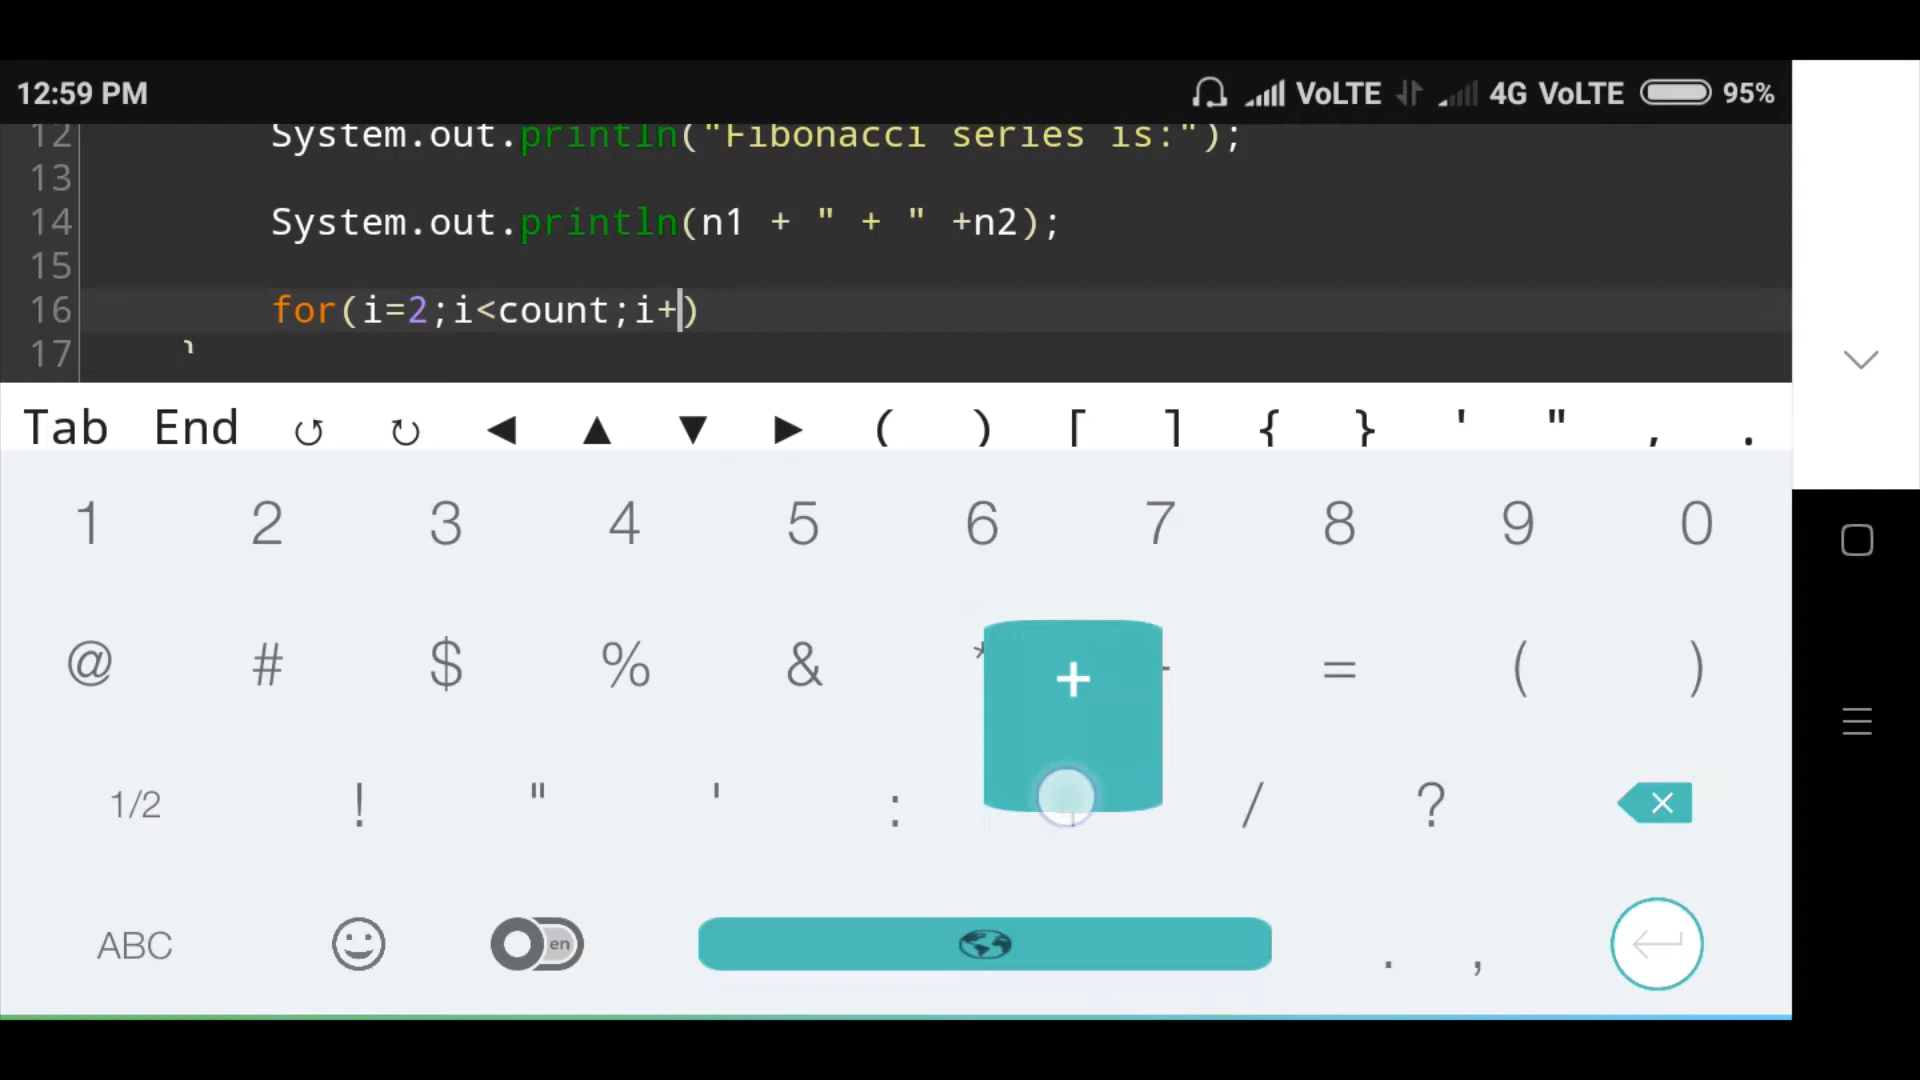 12:59 PM VoLTE 4G VoLTE 95%
12 System.out.println("Fibonacci series is:");
13
14 System.out.println(n1 + " + " +n2);
15
16 for(i=2;i<count;i+)
17 }
Tab End ↺ ↻ ◀ ▲ ▼ ▶ ( ) [ ] { } ' " , .
1 2 3 4 5 6 7 8 9 0
@ # $ % & * + - = ( )
1/2 ! " ' : / ?
ABC en . ,